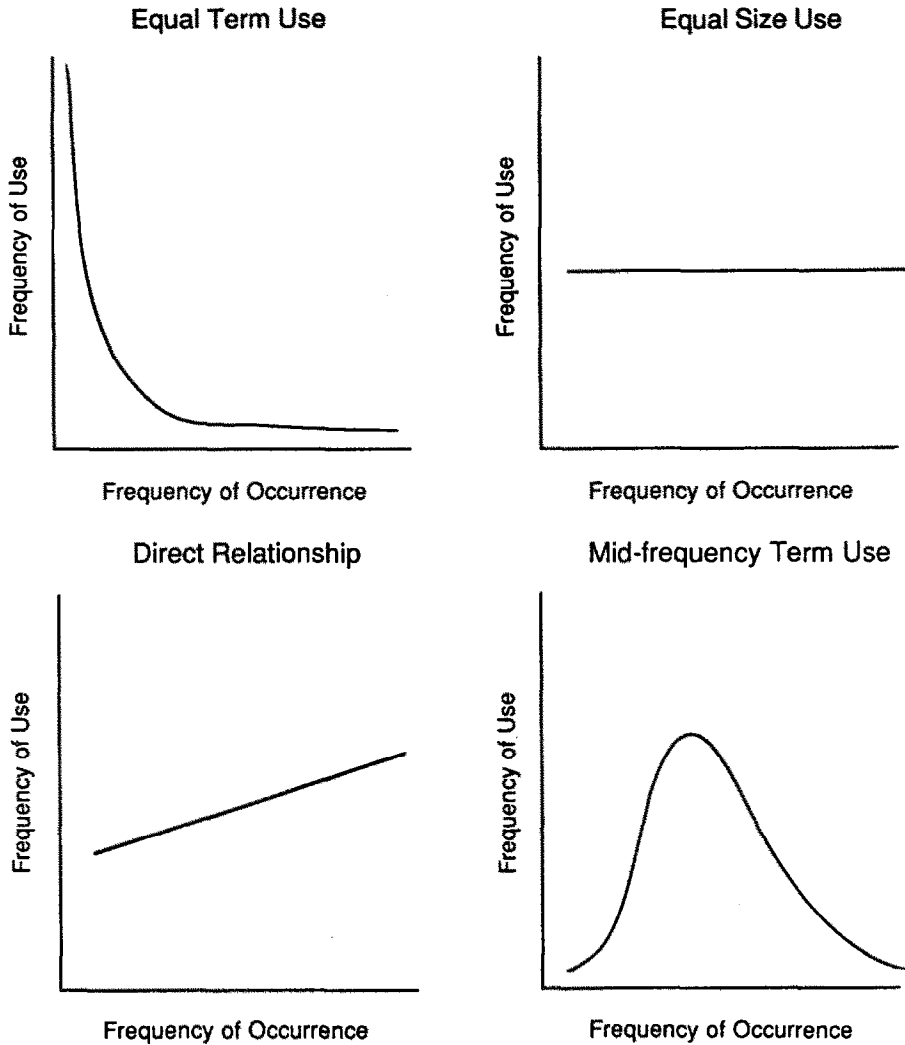 Equal Term Use
Frequency of Use
Frequency of Occurrence
Equal Size Use
Frequency of Use
Frequency of Occurrence
Direct Relationship
Frequency of Use
Frequency of Occurrence
Mid-frequency Term Use
Frequency of Use
Frequency of Occurrence